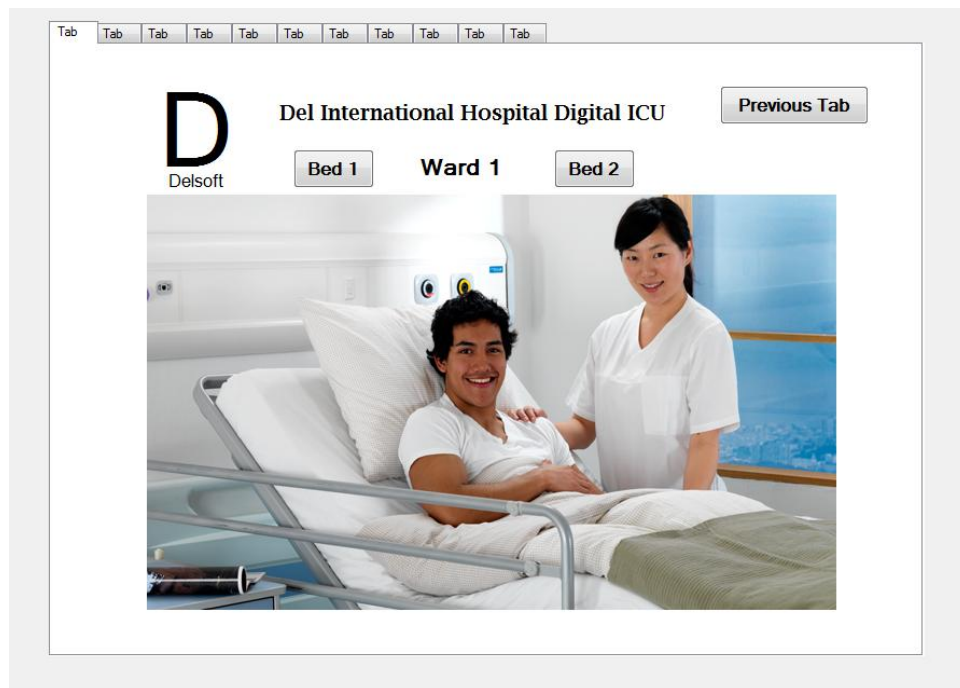 Tab Tab Tab Tab Tab Tab Tab Tab Tab Tab Tab
D
Delsoft
Del International Hospital Digital ICU
Previous Tab
Bed 1 Ward 1 Bed 2